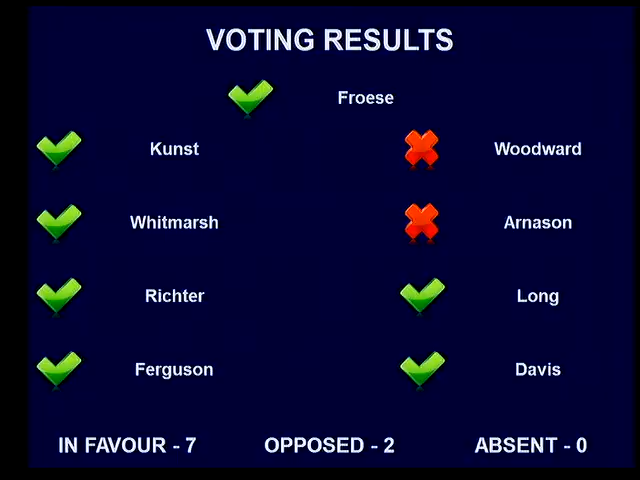 VOTING RESULTS
Froese
Kunst Woodward
Whitmarsh Arnason
Richter Long
Ferguson Davis
IN FAVOUR - 7 OPPOSED - 2 ABSENT - 0